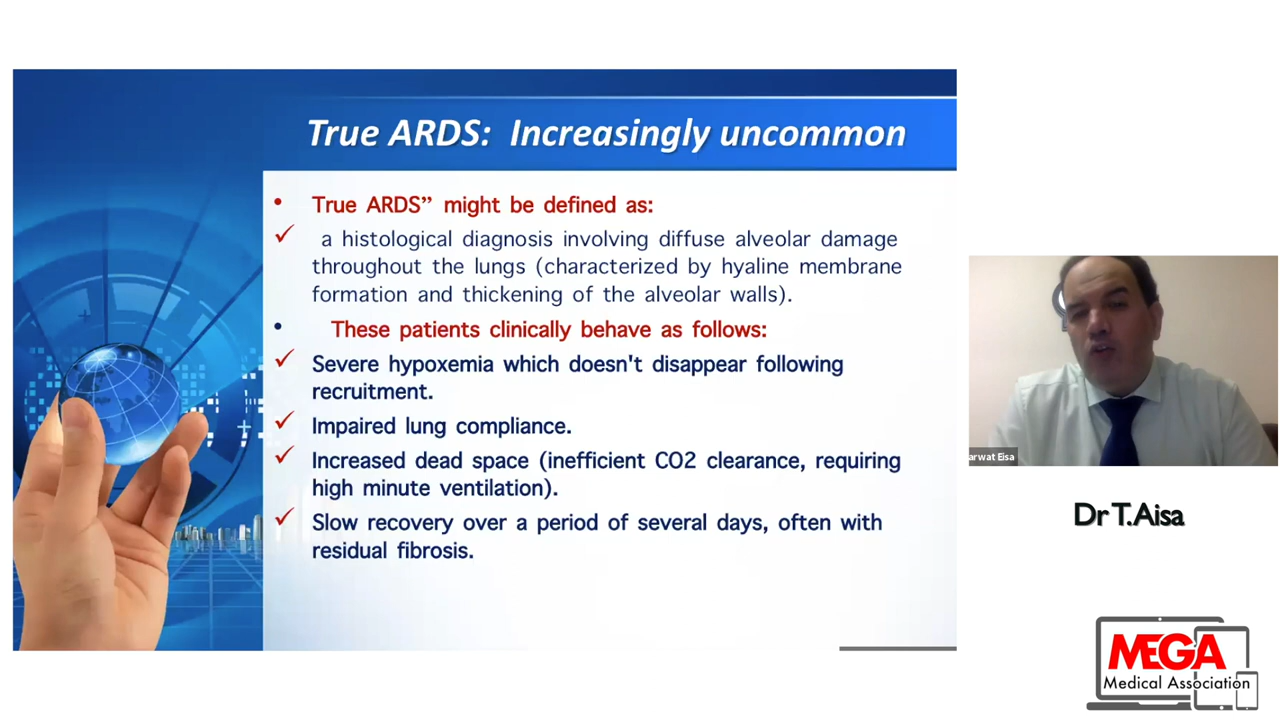 True ARDS: Increasingly uncommon
• True ARDS” might be defined as:
✓ a histological diagnosis involving diffuse alveolar damage
throughout the lungs (characterized by hyaline membrane
formation and thickening of the alveolar walls).
• These patients clinically behave as follows:
✓ Severe hypoxemia which doesn't disappear following
recruitment.
✓ Impaired lung compliance.
✓ Increased dead space (inefficient CO2 clearance, requiring
high minute ventilation).
✓ Slow recovery over a period of several days, often with
residual fibrosis.
arwat Eisa
Dr T.Aisa
MEGA
Medical Association